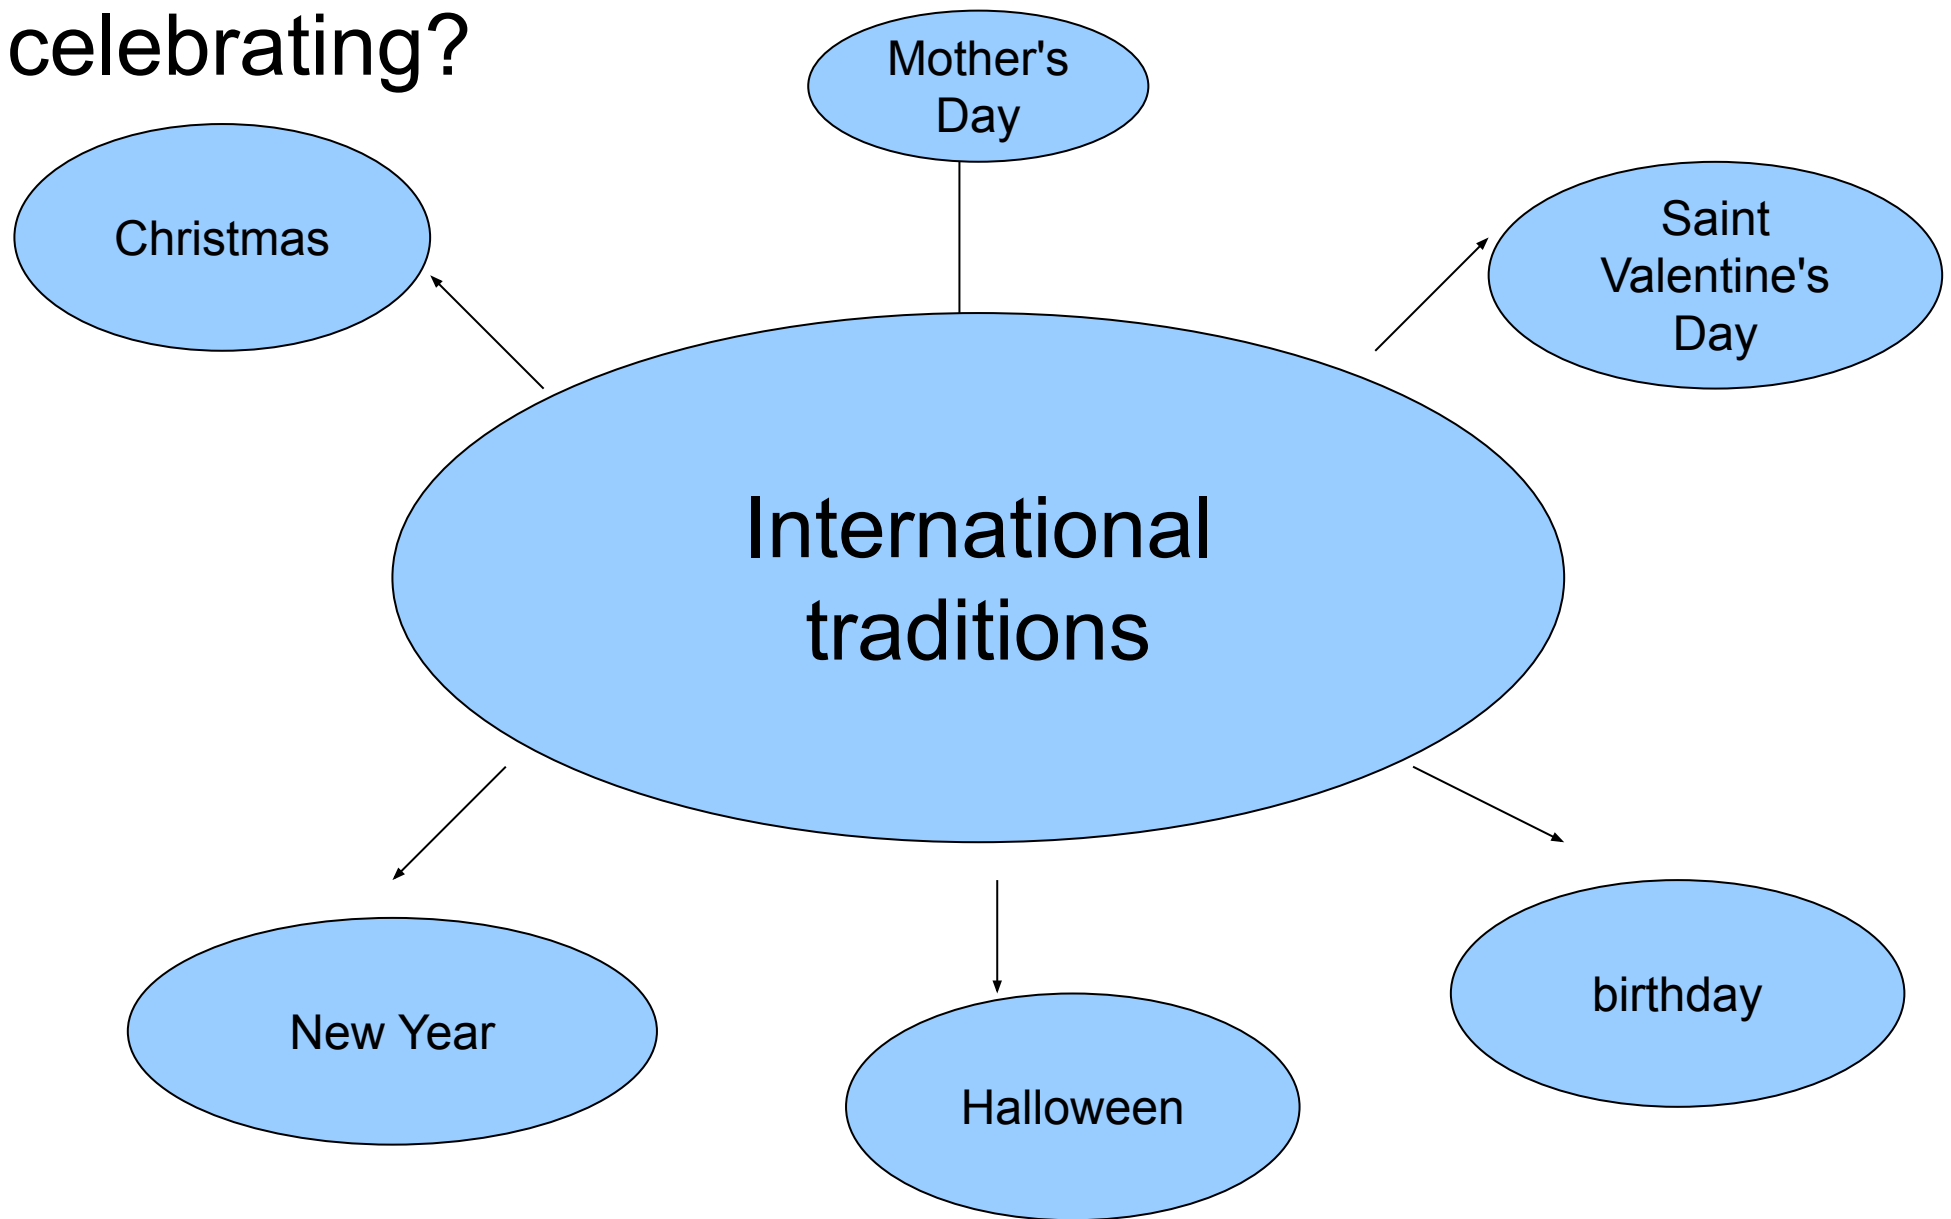 celebrating?
Mother's
Day
Christmas
Saint
Valentine's
Day
International
traditions
New Year
Halloween
birthday